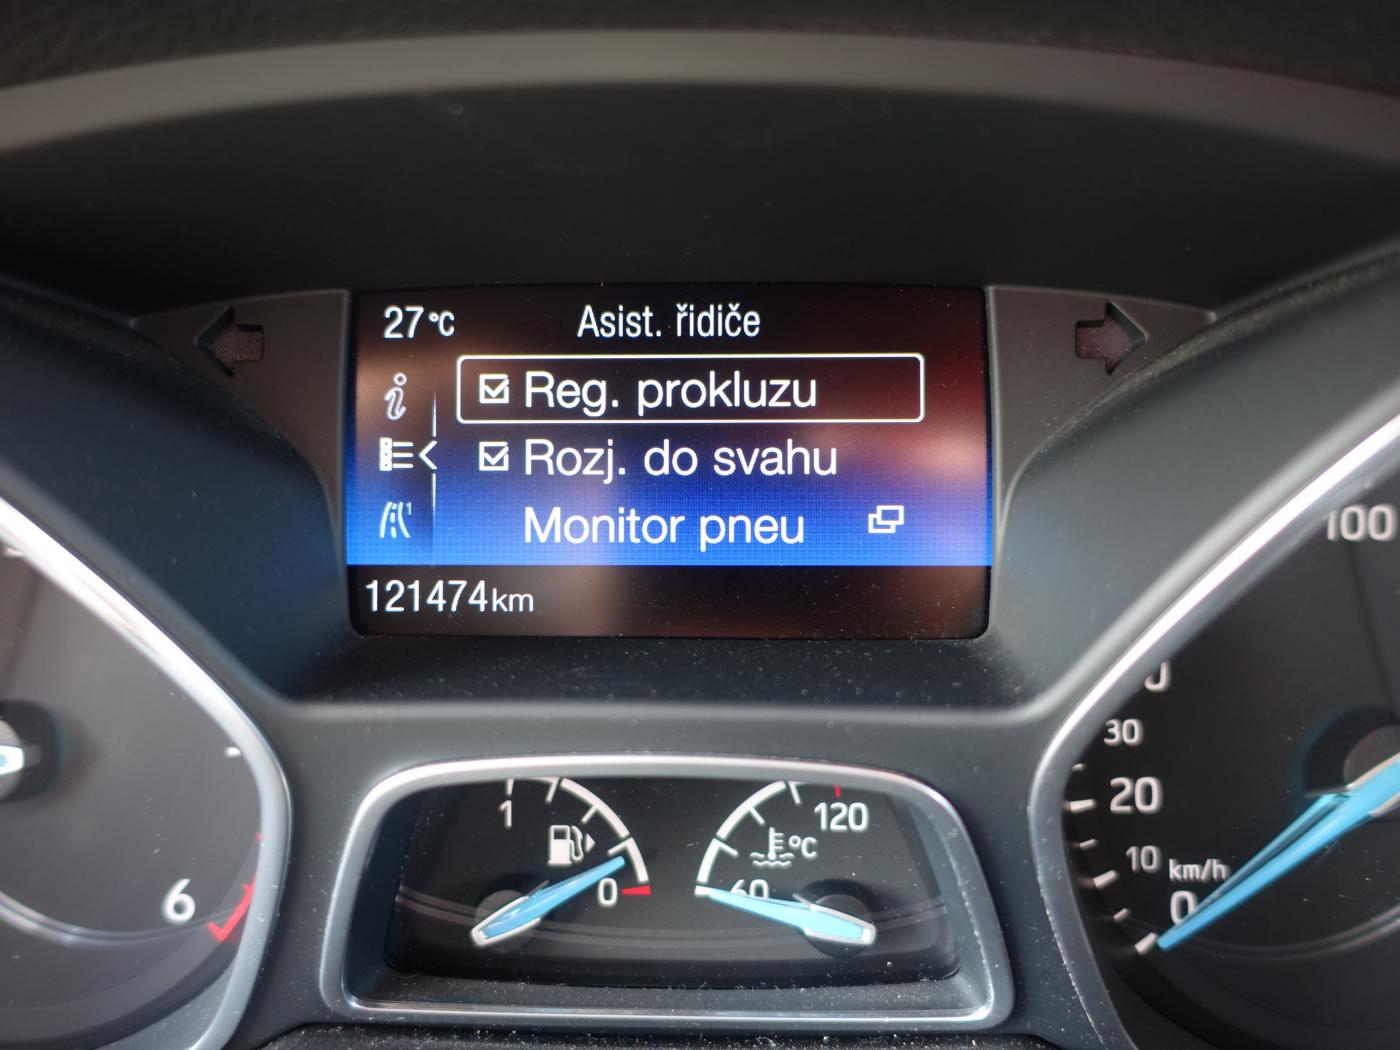 27°C Asist. řidiče
Reg. prokluzu
Rozj. do svahu
Monitor pneu
121474km
100
30
20
10 km/h
0
1
0
120
°C
60
6